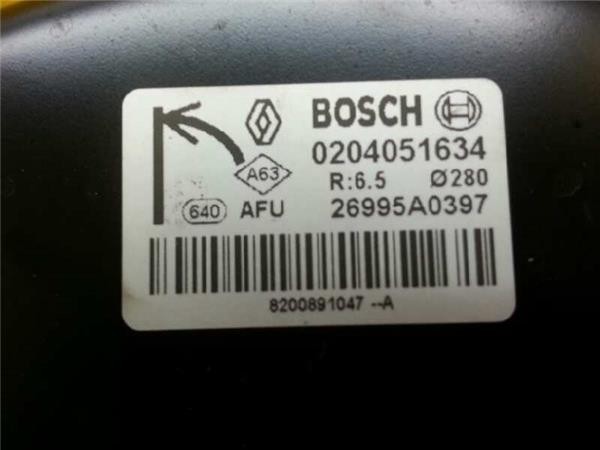 BOSCH
0204051634
A63
R:6.5 Ø280
640 AFU 26995A0397
8200891047 --A